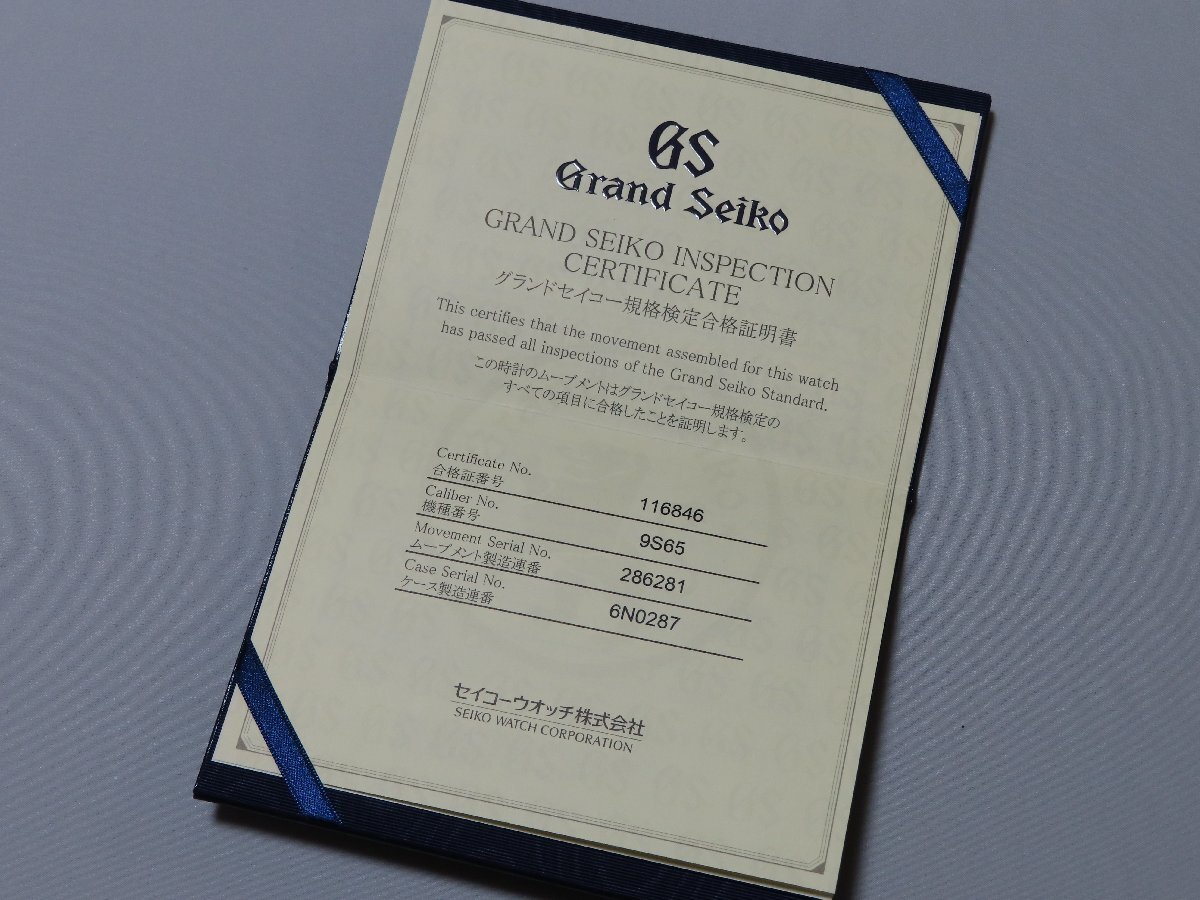 GS
Grand Seiko
GRAND SEIKO INSPECTION
CERTIFICATE
グランドセイコー規格検定合格証明書
This certifies that the movement assembled for this watch
has passed all inspections of the Grand Seiko Standard.
この時計のムーブメントはグランドセイコー規格検定の
すべての項目に合格したことを証明します。
Certificate No.
合格証番号
116846
Caliber No.
機種番号
9S65
Movement Serial No.
ムーブメント製造連番
286281
Case Serial No.
ケース製造連番
6N0287
セイコーウオッチ株式会社
SEIKO WATCH CORPORATION